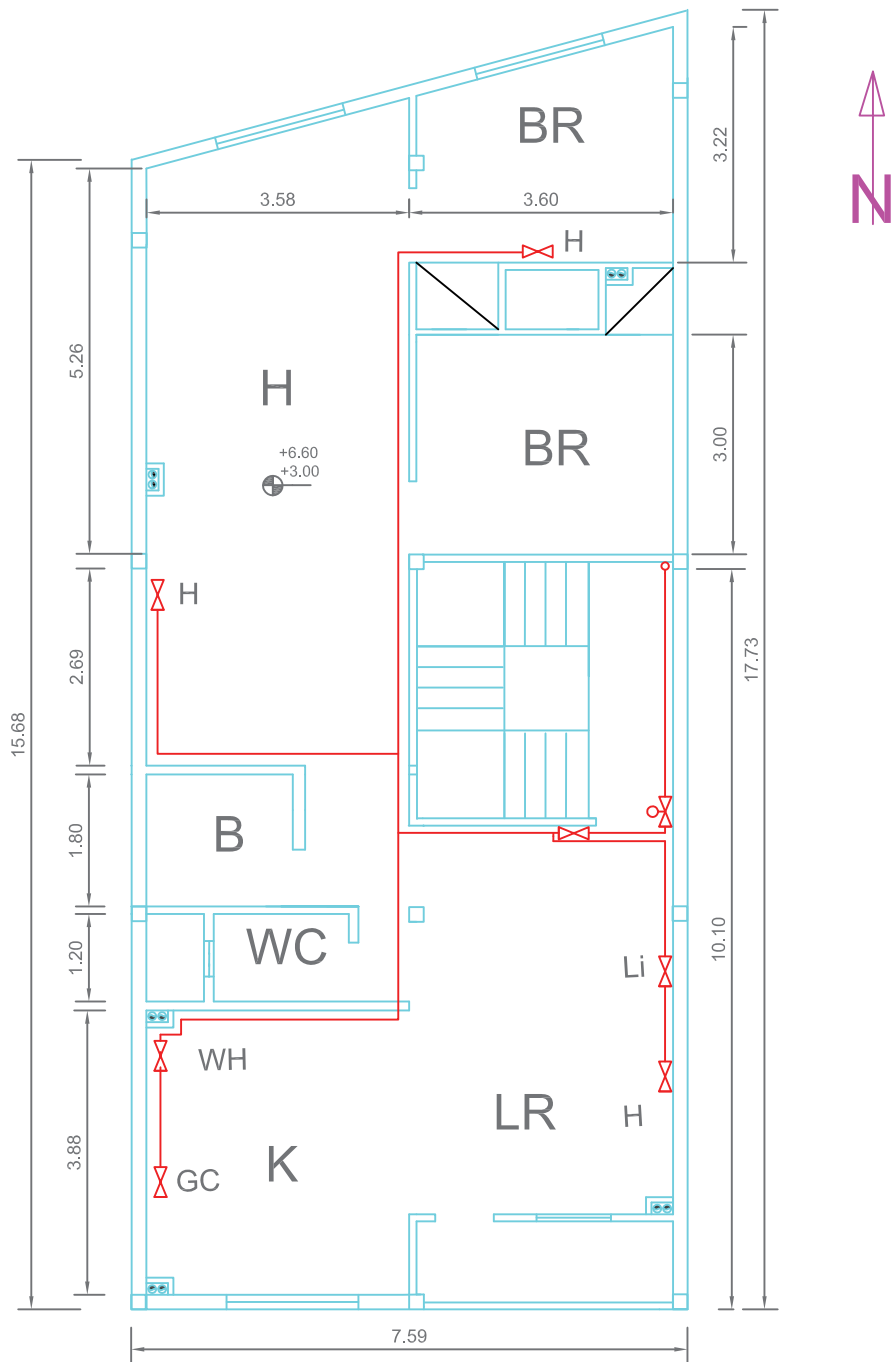 BR
N
3.22
3.58
3.60
H
5.26
H
+6.60
+3.00
BR
3.00
H
2.69
17.73
15.68
B
1.80
WC
1.20
10.10
Li
WH
LR
H
K
GC
3.88
7.59